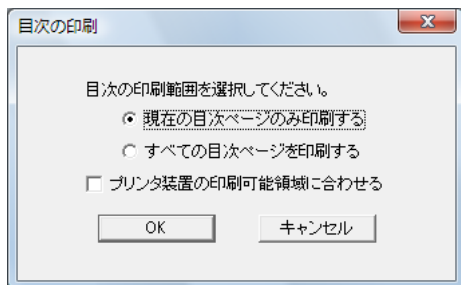 目次の印刷
目次の印刷範囲を選択してください。
現在の目次ページのみ印刷する
すべての目次ページを印刷する
プリンタ装置の印刷可能領域に合わせる
OK キャンセル